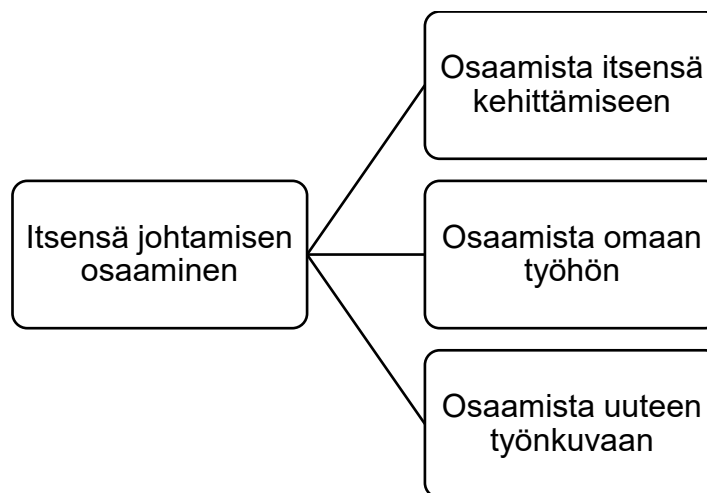 Osaamista itsensä
kehittämiseen
Itsensä johtamisen
osaaminen
Osaamista omaan
työhön
Osaamista uuteen
työnkuvaan